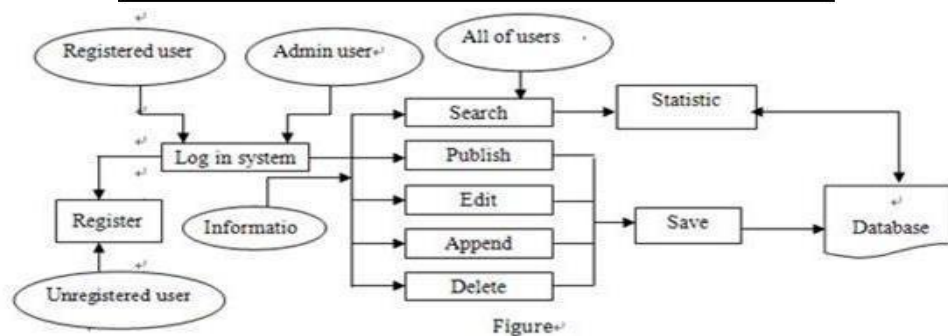 Registered user
Admin user
All of users
Search
Statistic
Log in system
Publish
Register
Informatio
Edit
Save
Database
Append
Unregistered user
Delete
Figure